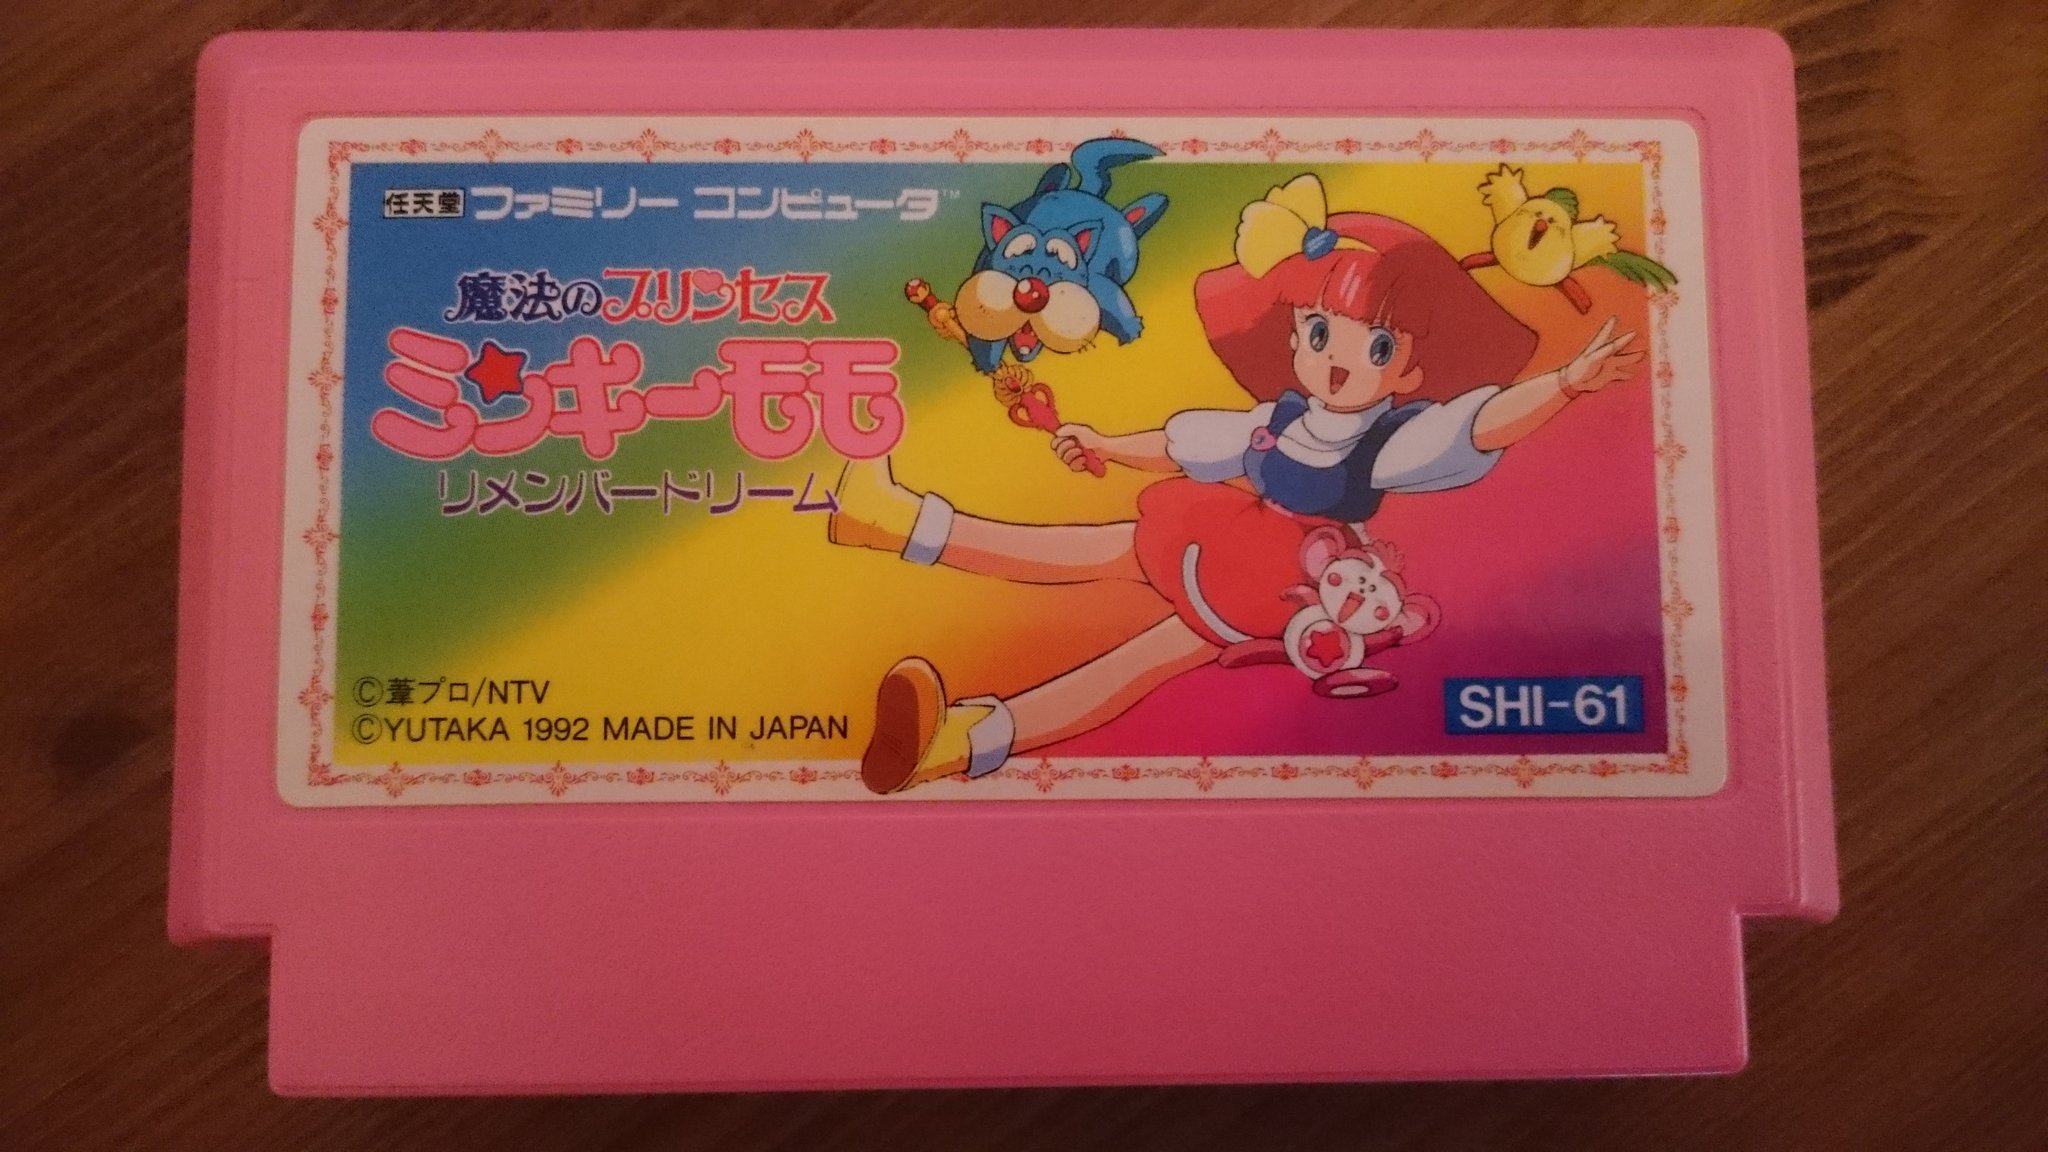 任天堂 ファミリー コンピュータ™
魔法のプリンセス
ミンキーモモ
リメンバードリーム
©葦プロ/NTV
©YUTAKA 1992 MADE IN JAPAN
SHI-61